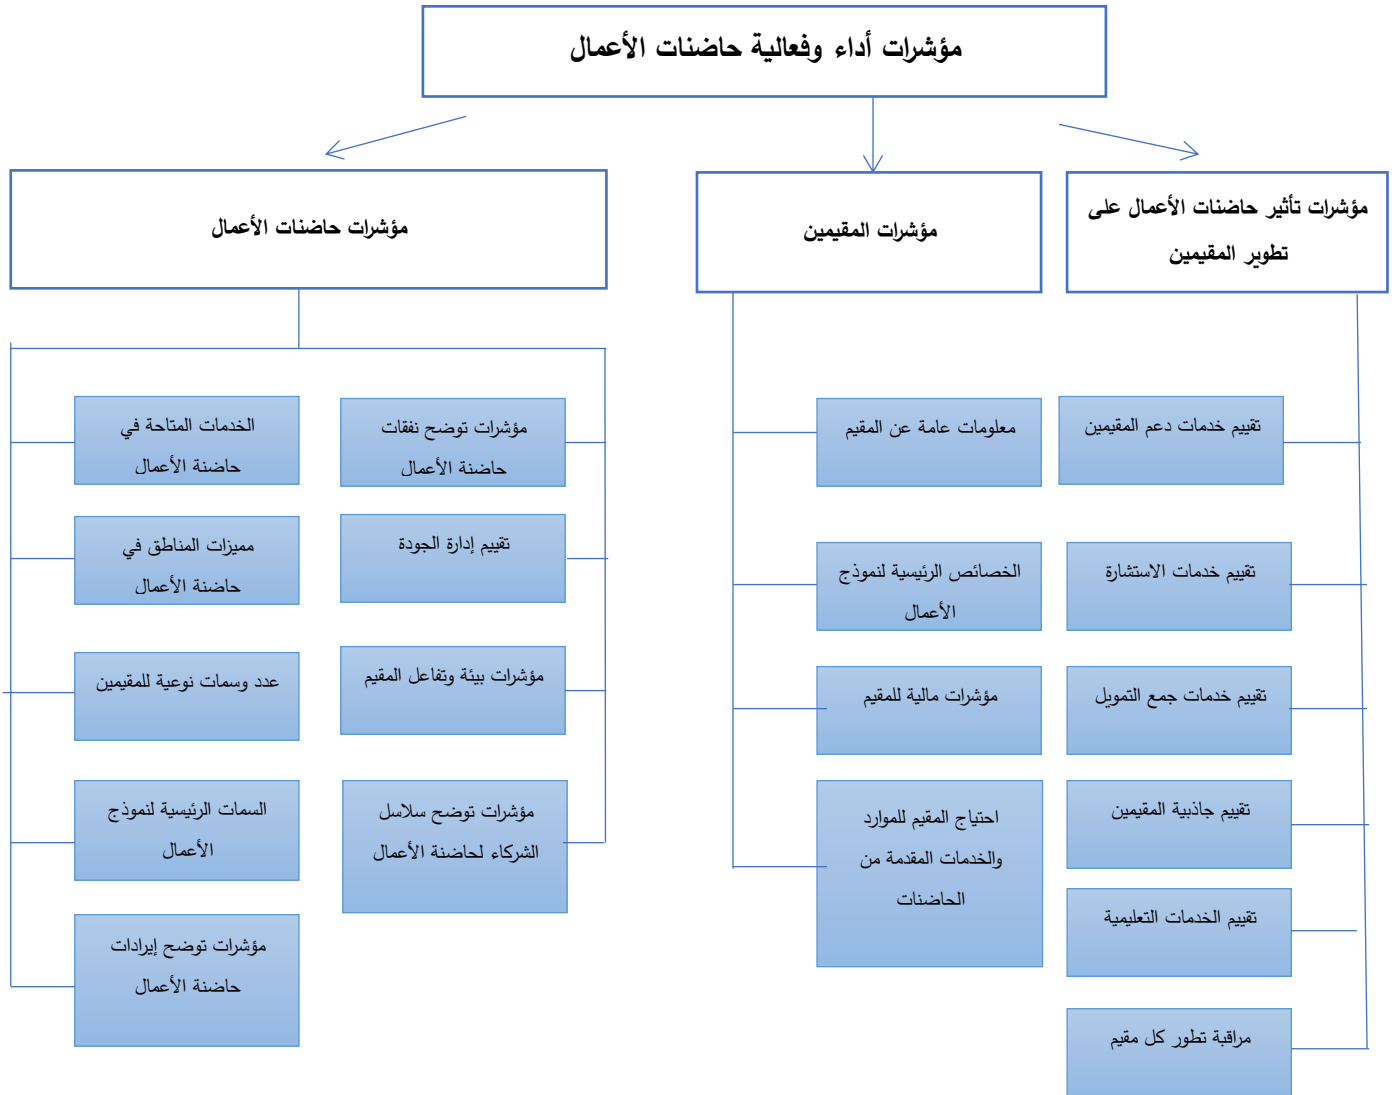 مؤشرات أداء وفعالية حاضنات الأعمال
مؤشرات تأثير حاضنات الأعمال على
تطوير المقيمين
مؤشرات المقيمين
مؤشرات حاضنات الأعمال
تقييم خدمات دعم المقيمين
تقييم خدمات الاستشارة
تقييم خدمات جمع التمويل
تقييم جاذبية المقيمين
تقييم الخدمات التعليمية
مراقبة تطور كل مقيم
معلومات عامة عن المقيم
الخصائص الرئيسية لنموذج
الأعمال
مؤشرات مالية للمقيم
احتياج المقيم للموارد
والخدمات المقدمة من
الحاضنات
مؤشرات توضح نفقات
حاضنة الأعمال
تقييم إدارة الجودة
مؤشرات بيئة وتفاعل المقيم
مؤشرات توضح سلاسل
الشركاء لحاضنة الأعمال
الخدمات المتاحة في
حاضنة الأعمال
مميزات المناطق في
حاضنة الأعمال
عدد وسمات نوعية للمقيمين
السمات الرئيسية لنموذج
الأعمال
مؤشرات توضح إيرادات
حاضنة الأعمال